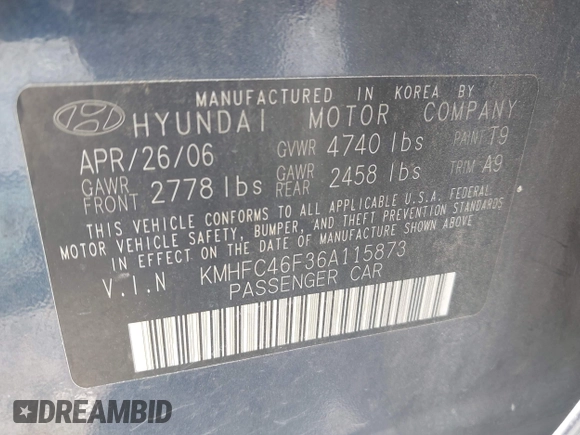 MANUFACTURED IN KOREA BY
HYUNDAI MOTOR COMPANY
APR/26/06 GVWR 4740 lbs PAINT T9
GAWR FRONT 2778 lbs GAWR REAR 2458 lbs TRIM A9
THIS VEHICLE CONFORMS TO ALL APPLICABLE U.S.A. FEDERAL
MOTOR VEHICLE SAFETY, BUMPER, AND THEFT PREVENTION STANDARDS
IN EFFECT ON THE DATE OF MANUFACTURE SHOWN ABOVE.
V.I.N KMHFC46F36A115873
PASSENGER CAR
DREAMBID